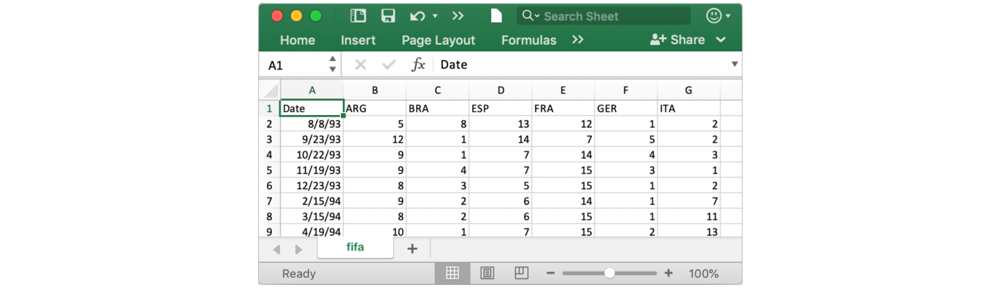 Search Sheet
Home Insert Page Layout Formulas >> Share
A1 fx Date
A B C D E F G
1 Date ARG BRA ESP FRA GER ITA
2 8/8/93 5 8 13 12 1 2
3 9/23/93 12 1 14 7 5 2
4 10/22/93 9 1 7 14 4 3
5 11/19/93 9 4 7 15 3 1
6 12/23/93 8 3 5 15 1 2
7 2/15/94 9 2 6 14 1 7
8 3/15/94 8 2 6 15 1 11
9 4/19/94 10 1 7 15 2 13
fifa +
Ready 100%